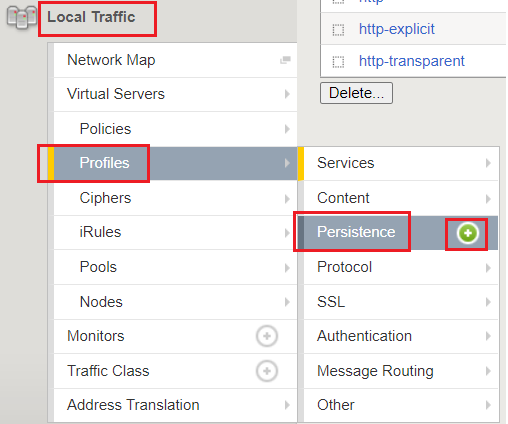 Local Traffic
Network Map
Virtual Servers
Policies
Profiles
Ciphers
iRules
Pools
Nodes
Monitors
Traffic Class
Address Translation
http-explicit
http-transparent
Delete...
Services
Content
Persistence
Protocol
SSL
Authentication
Message Routing
Other